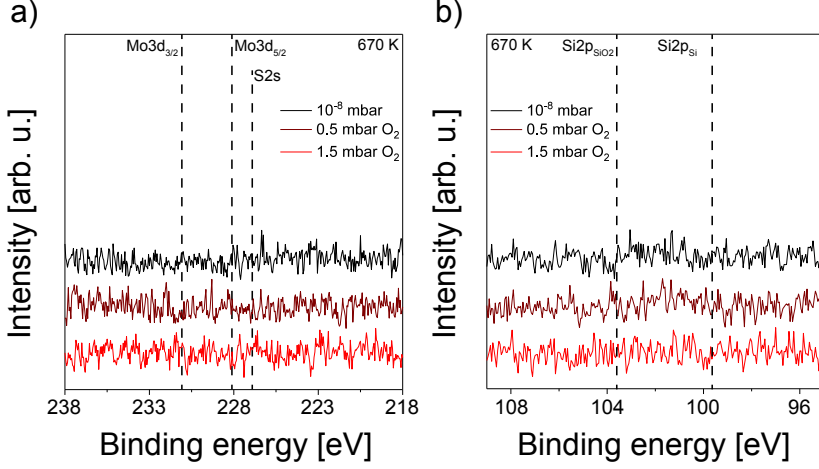 a)
Mo3d3/2
Mo3d5/2
670 K
S2s
10-8 mbar
0.5 mbar O2
1.5 mbar O2
Intensity [arb. u.]
238 233 228 223 218
Binding energy [eV]
b)
670 K
Si2pSiO2
Si2pSi
10-8 mbar
0.5 mbar O2
1.5 mbar O2
Intensity [arb. u.]
108 104 100 96
Binding energy [eV]